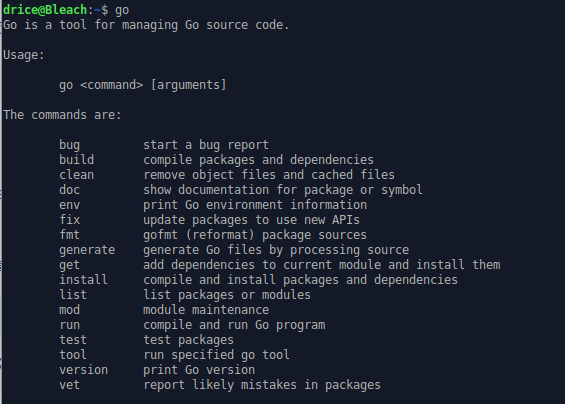 drice@Bleach:~$ go
Go is a tool for managing Go source code.
Usage:
go <command> [arguments]
The commands are:
bug start a bug report
build compile packages and dependencies
clean remove object files and cached files
doc show documentation for package or symbol
env print Go environment information
fix update packages to use new APIs
fmt gofmt (reformat) package sources
generate generate Go files by processing source
get add dependencies to current module and install them
install compile and install packages and dependencies
list list packages or modules
mod module maintenance
run compile and run Go program
test test packages
tool run specified go tool
version print Go version
vet report likely mistakes in packages